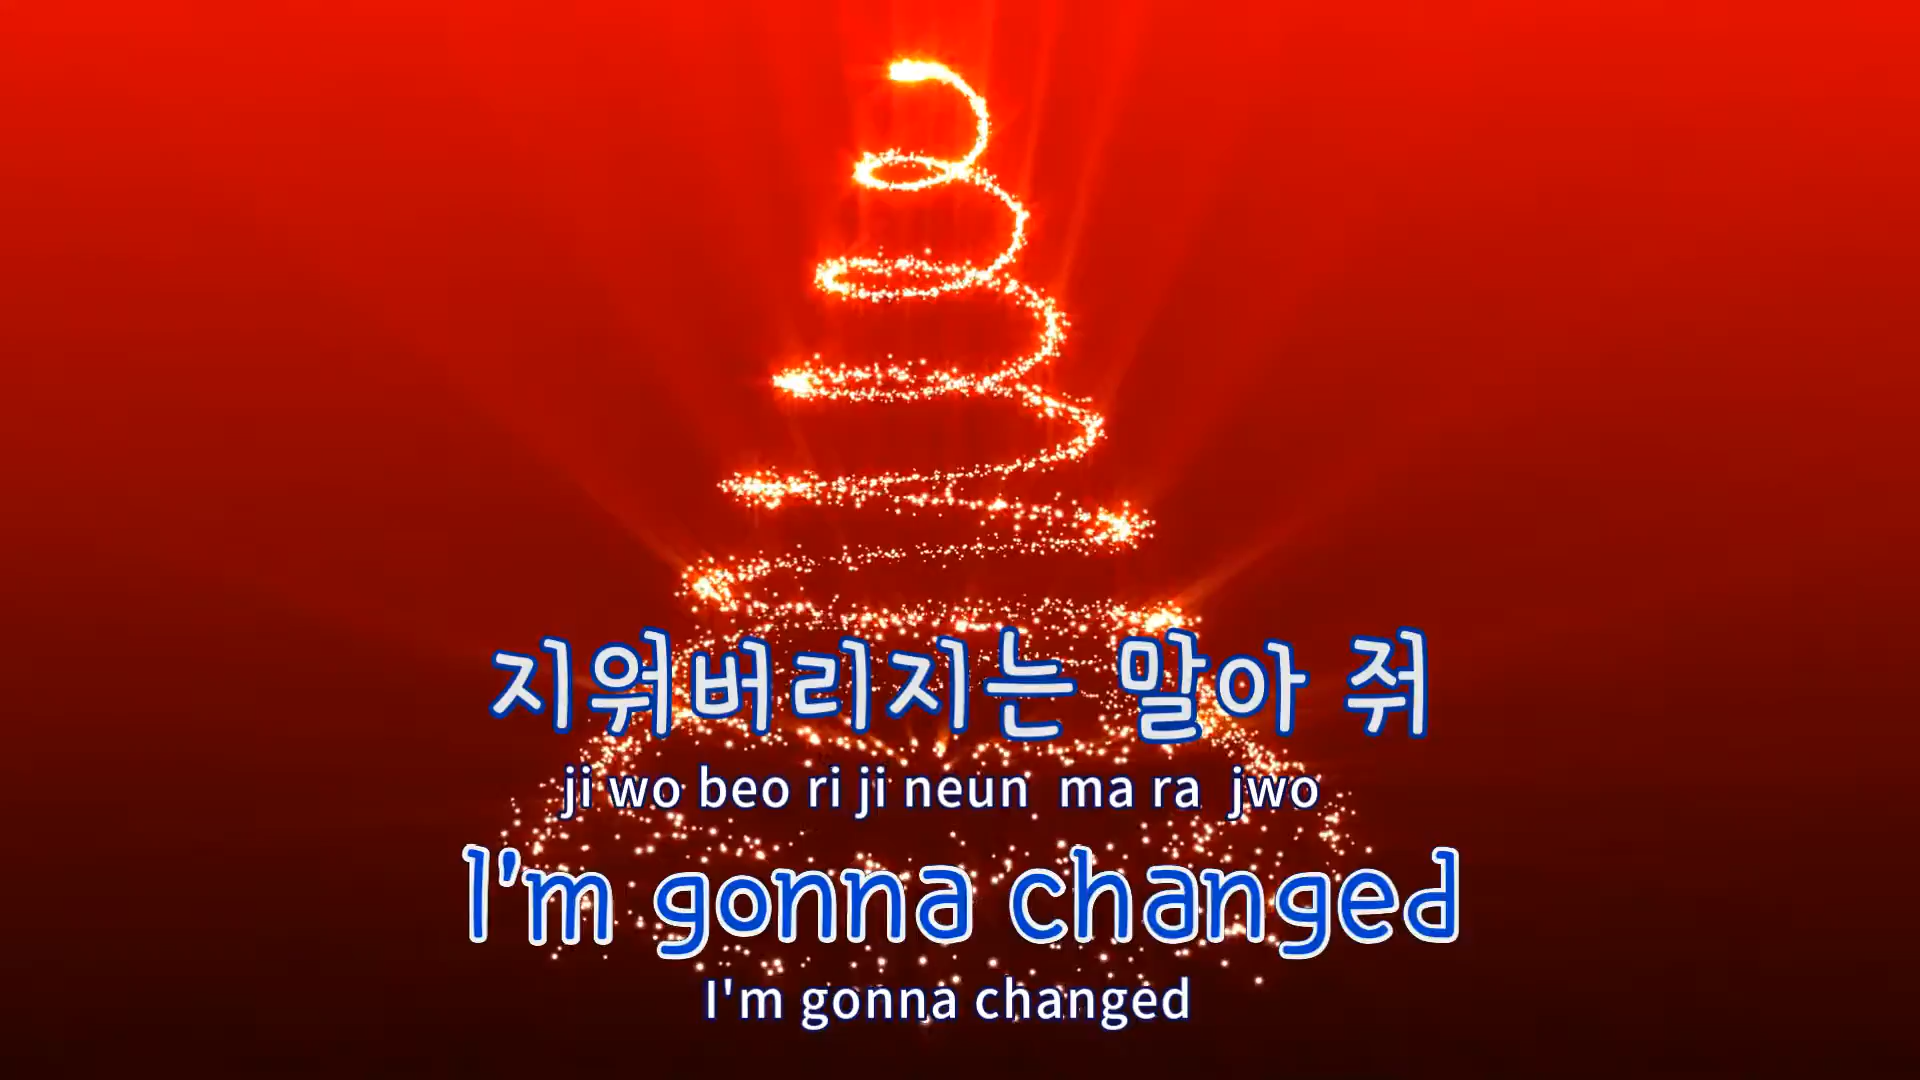 지워버리지는 말아 줘
ji wo beo ri ji neun ma ra jwo
I'm gonna changed
I'm gonna changed